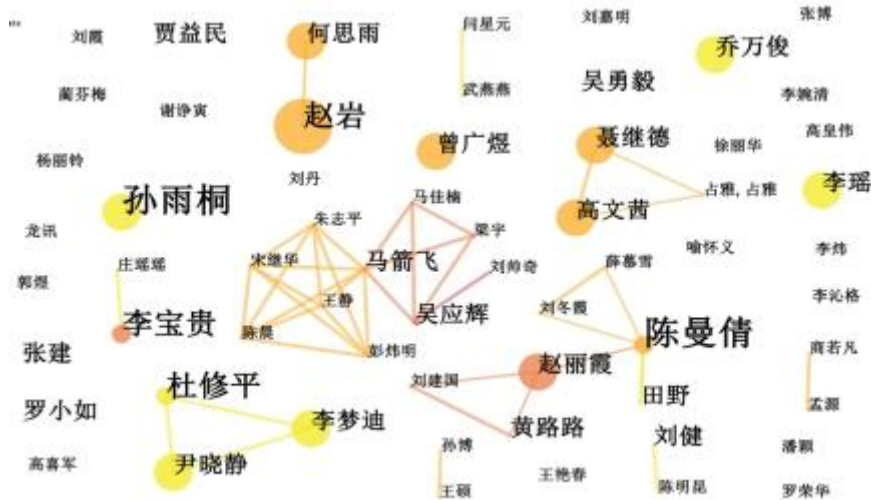 刘霞
贾益民
何思雨
闫星元
刘嘉明
张博
乔万俊
蔺芬梅
谢诤寅
赵岩
武燕燕
吴勇毅
李婉清
杨丽铃
曾广煜
聂继德
徐丽华
高皇伟
刘丹
孙雨桐
马佳楠
高文茜
占雅, 占雅
李瑶
龙讯
朱志平
梁宇
喻怀义
李炜
郭煜
庄瑶瑶
宋继华
马箭飞
刘帅奇
薛慕雪
王静
吴应辉
刘冬霞
李沁格
张建
李宝贵
陈晨
彭炜明
陈曼倩
商若凡
罗小如
杜修平
刘建国
赵丽霞
田野
孟源
高喜军
尹晓静
李梦迪
黄路路
刘健
孙博
王艳春
潘颖
王硕
陈明昆
罗荣华